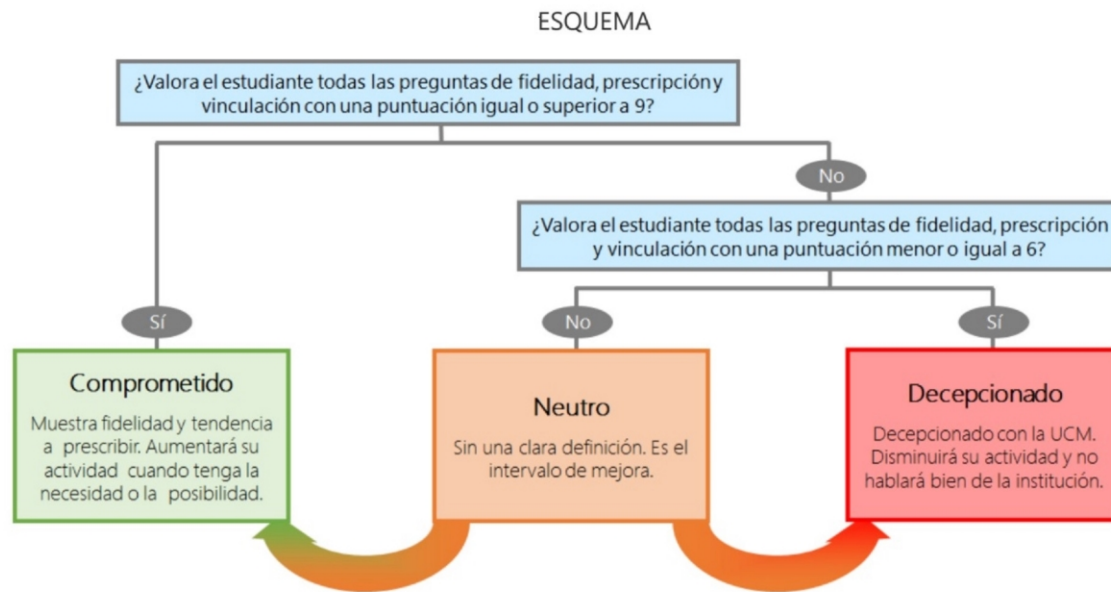 ESQUEMA
¿Valora el estudiante todas las preguntas de fidelidad, prescripción y
vinculación con una puntuación igual o superior a 9?
No
¿Valora el estudiante todas las preguntas de fidelidad, prescripción
y vinculación con una puntuación menor o igual a 6?
Sí
No
Sí
Comprometido
Muestra fidelidad y tendencia
a prescribir. Aumentará su
actividad cuando tenga la
necesidad o la posibilidad.
Neutro
Sin una clara definición. Es el
intervalo de mejora.
Decepcionado
Decepcionado con la UCM.
Disminuirá su actividad y no
hablará bien de la institución.